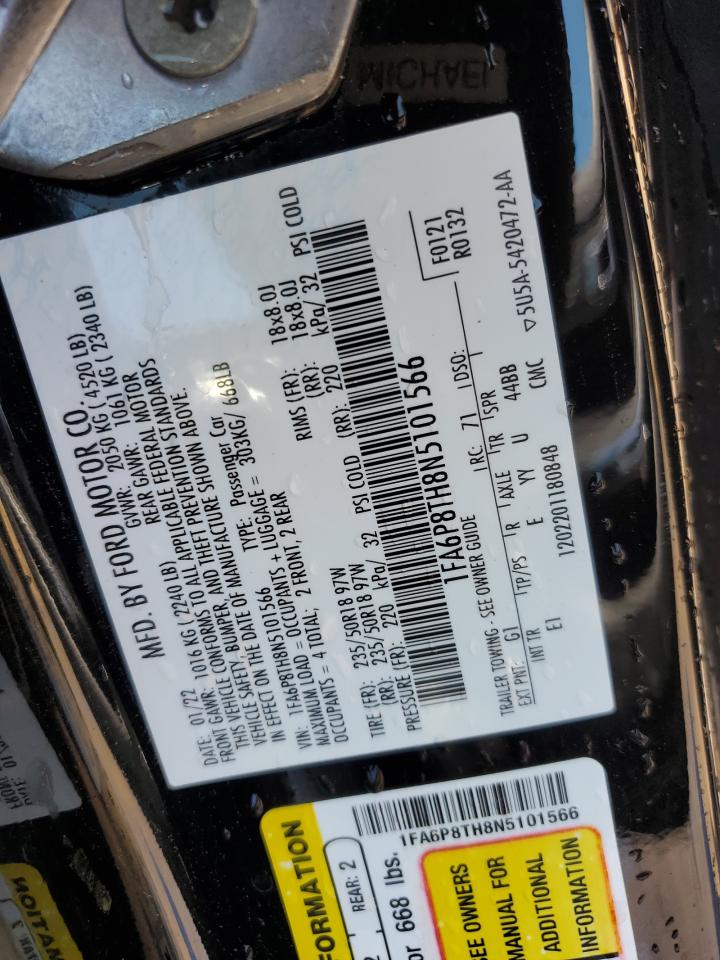 MFD. BY FORD MOTOR CO.
DATE: 01/22 GVWR: 2050 KG ( 4520 LB)
FRONT GAWR: 1016 KG ( 2240 LB) REAR GAWR: 1061 KG ( 2340 LB)
THIS VEHICLE CONFORMS TO ALL APPLICABLE FEDERAL MOTOR
VEHICLE SAFETY, BUMPER, AND THEFT PREVENTION STANDARDS
IN EFFECT ON THE DATE OF MANUFACTURE SHOWN ABOVE.
VIN: 1FA6P8TH8N5101566 TYPE: Passenger Car
MAXIMUM LOAD = OCCUPANTS + LUGGAGE = 303KG/ 668LB
OCCUPANTS = 4 TOTAL; 2 FRONT, 2 REAR
TIRE (FR): 235/50R18 97W RIMS (FR): 18x8.0J
(RR): 235/50R18 97W (RR): 18x8.0J
PRESSURE (FR): 220 kPa/ 32 PSI COLD (RR): 220 kPa/ 32 PSI COLD
1FA6P8TH8N5101566
F0121
R0132
TRAILER TOWING - SEE OWNER GUIDE
RC: 71 DSO:
EXT PNT: G1
INT TR TP/PS R AXLE TR SPR
E1 E YY U 44BB
1202201180848 CMC
▽5U5A-5420472-AA
FORMATION
REAR: 2
or 668 lbs.
1FA6P8TH8N5101566
SEE OWNERS
MANUAL FOR
ADDITIONAL
INFORMATION
MICHAEL